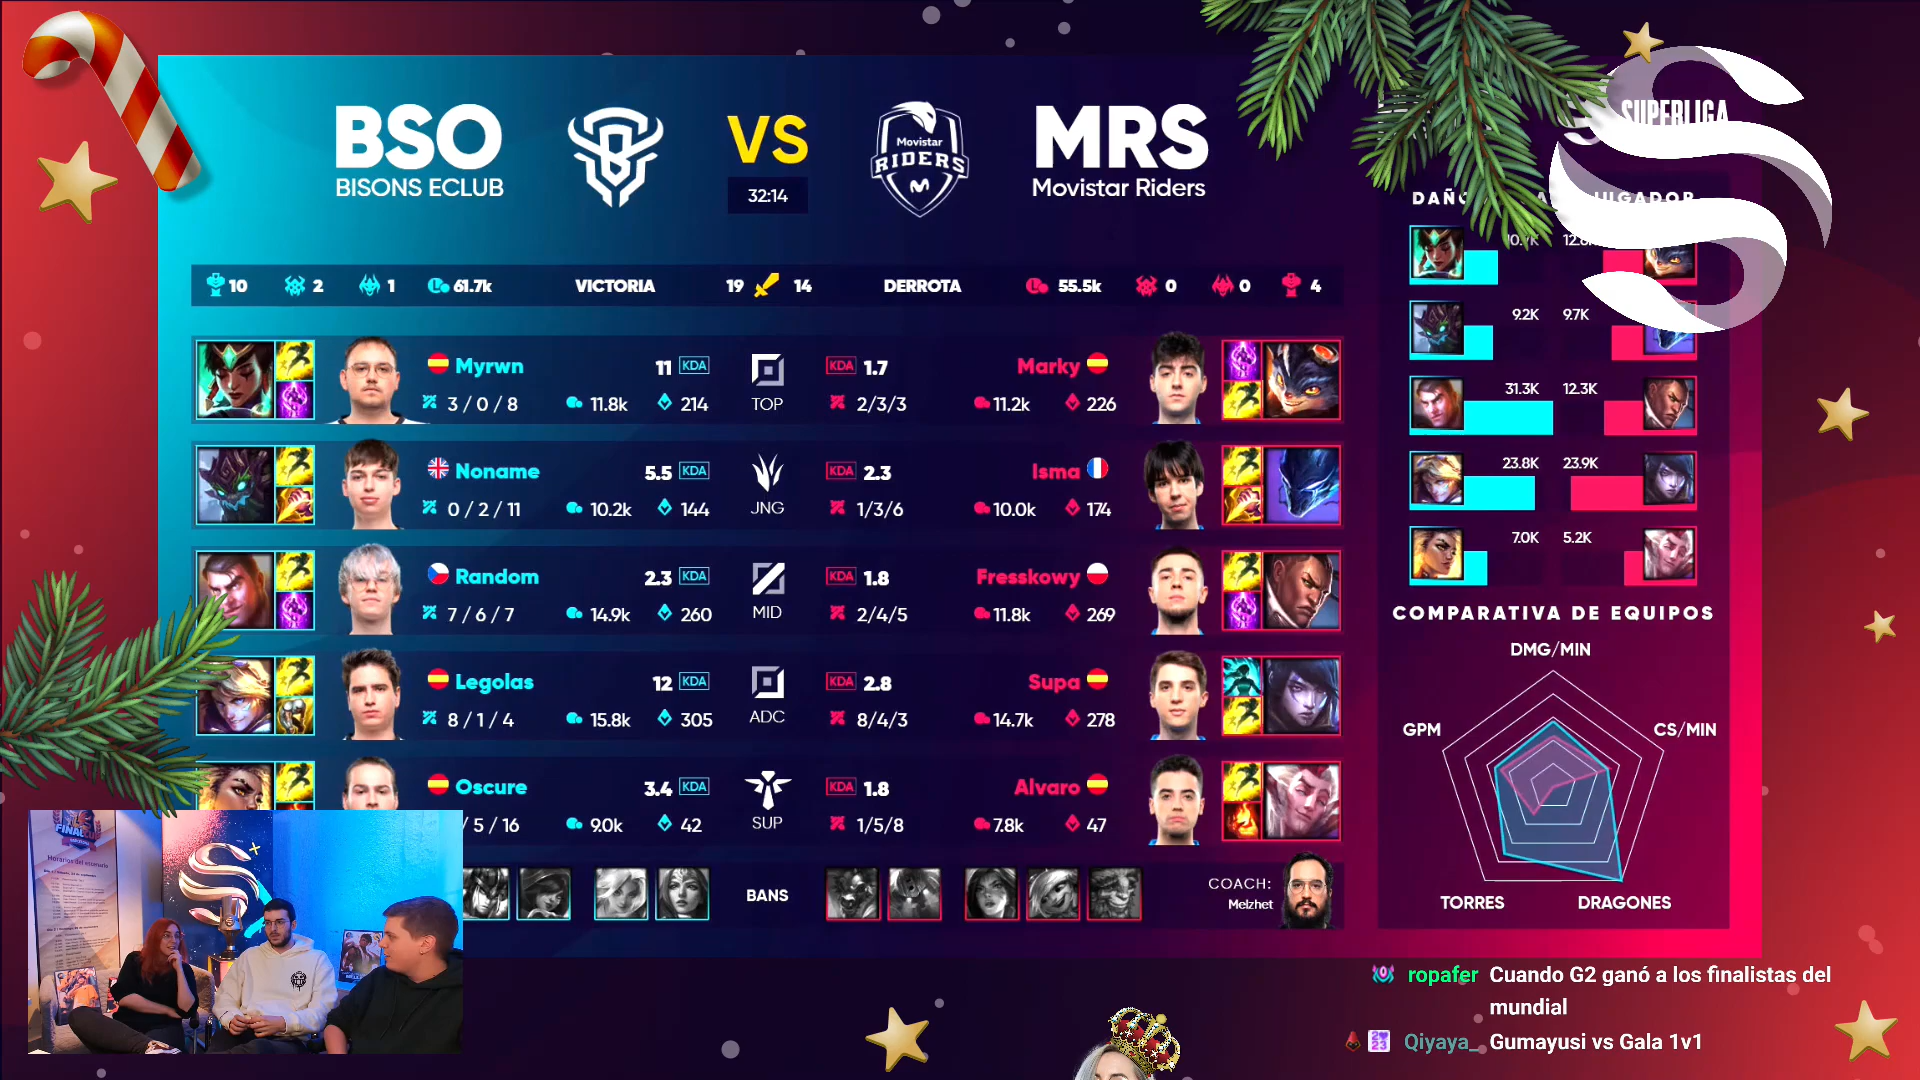 BSO
BISONS ECLUB
VS
32:14
Movistar
RIDERS
MRS
Movistar Riders
SUPERLIGA
10 2 1 61.7k VICTORIA 19 14 DERROTA 55.5k 0 0 4
Myrwn 11 KDA
3 / 0 / 8 11.8k 214
TOP
KDA 1.7 Marky
2/3/3 11.2k 226
Noname 5.5 KDA
0 / 2 / 11 10.2k 144
JNG
KDA 2.3 Isma
1/3/6 10.0k 174
Random 2.3 KDA
7 / 6 / 7 14.9k 260
MID
KDA 1.8 Fresskowy
2/4/5 11.8k 269
Legolas 12 KDA
8 / 1 / 4 15.8k 305
ADC
KDA 2.8 Supa
8/4/3 14.7k 278
Oscure 3.4 KDA
/ 5 / 16 9.0k 42
SUP
KDA 1.8 Alvaro
1/5/8 7.8k 47
BANS
COACH:
Melzhet
9.2K 9.7K
31.3K 12.3K
23.8K 23.9K
7.0K 5.2K
COMPARATIVA DE EQUIPOS
DMG/MIN
GPM
CS/MIN
TORRES
DRAGONES
FINAL
Horarios del escenario
ropafer Cuando G2 ganó a los finalistas del
mundial
Qiyaya_ Gumayusi vs Gala 1v1